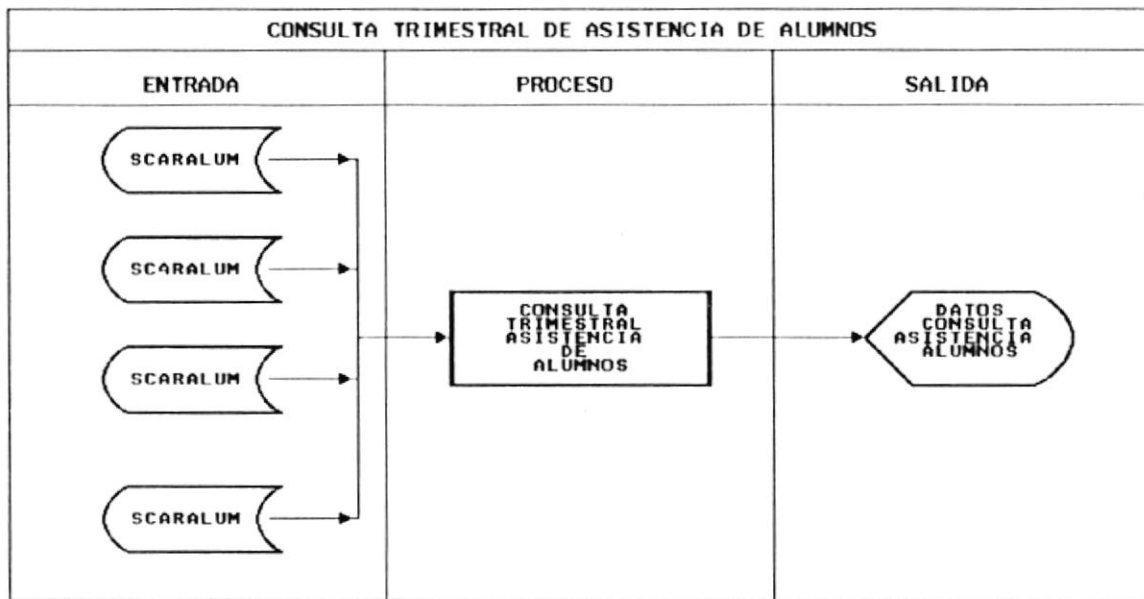 CONSULTA TRIMESTRAL DE ASISTENCIA DE ALUMNOS
ENTRADA
PROCESO
SALIDA
SCARALUM
SCARALUM
SCARALUM
SCARALUM
CONSULTA
TRIMESTRAL
ASISTENCIA
DE
ALUMNOS
DATOS
CONSULTA
ASISTENCIA
ALUMNOS